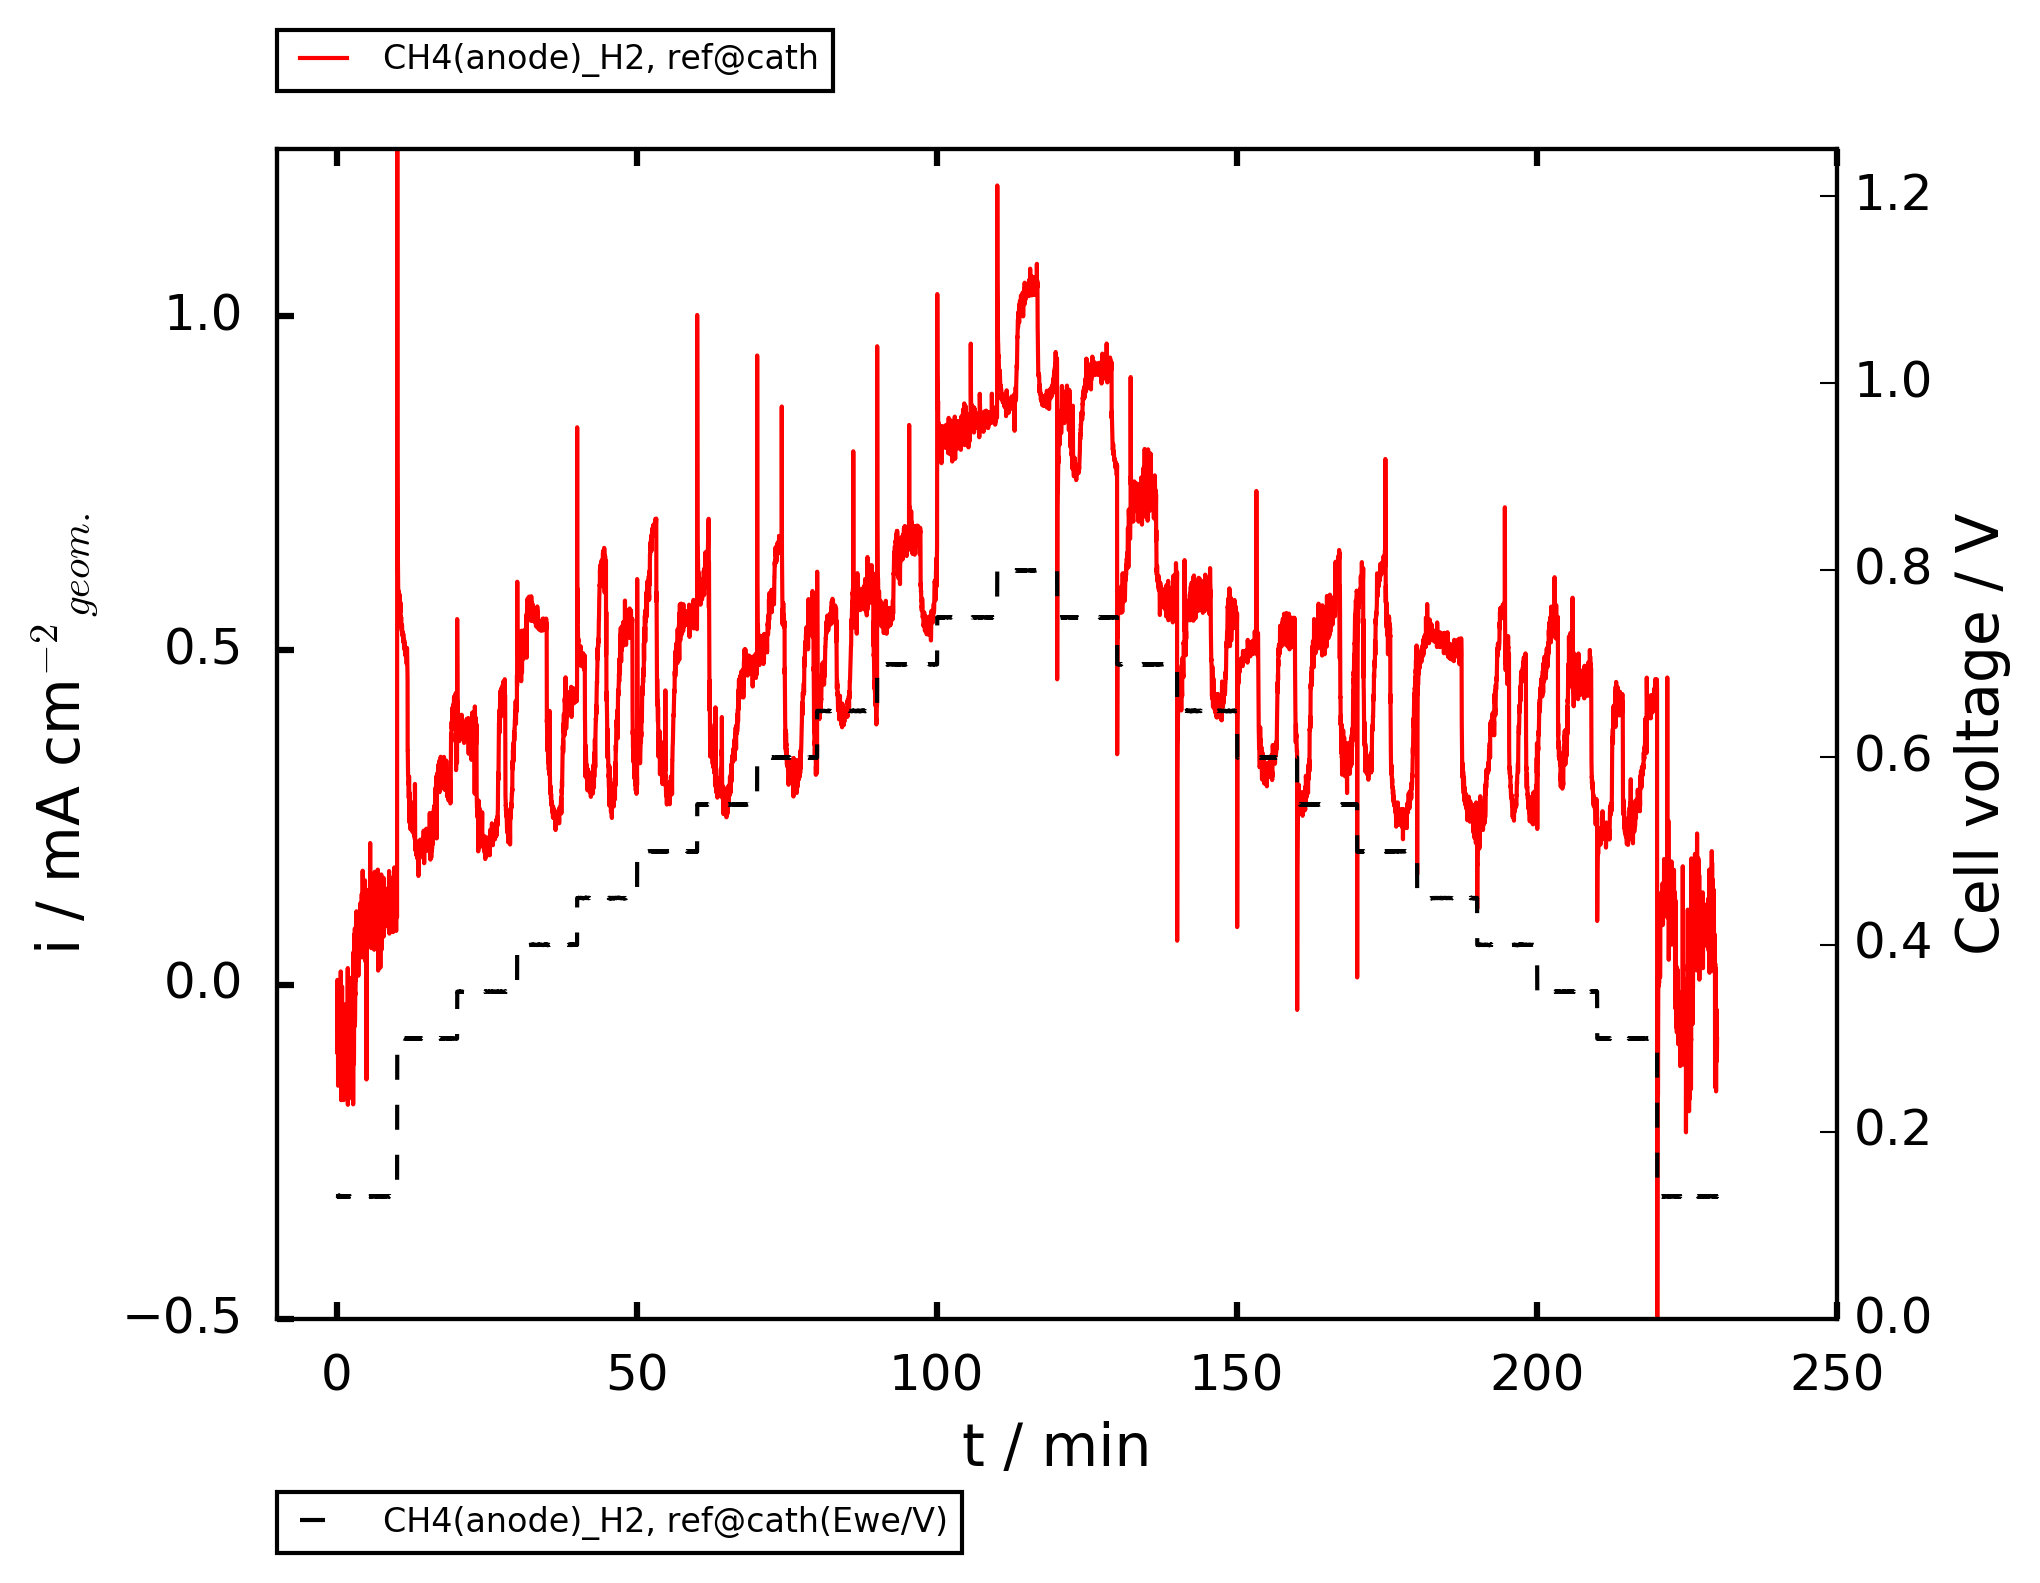 CH4(anode)_H2, ref@cath
1.0
0.5
0.0
−0.5
i / mA cm⁻² geom.
1.2
1.0
0.8
0.6
0.4
0.2
0.0
Cell voltage / V
0 50 100 150 200 250
t / min
CH4(anode)_H2, ref@cath(Ewe/V)